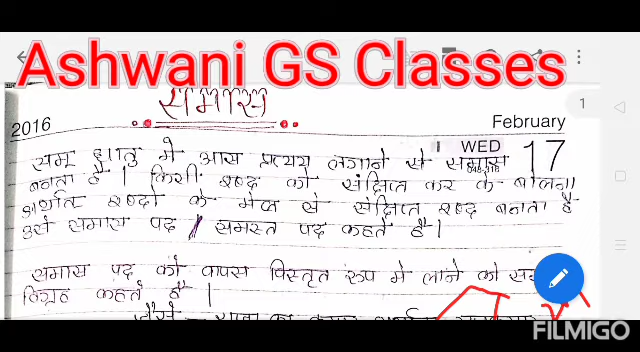 Ashwani GS Classes
समास
2016
February
WED
17
1
सम् धातु मे आस प्रत्यय लगाने से समास
बनता है । किसी शब्द को संक्षिप्त कर के बोलना
अर्थात शब्दो के मेल से संक्षिप्त शब्द बनता है
उसे समास पद / समस्त पद कहते है ।
समास पद को वापस विस्तृत रूप मे लाने को
विग्रह कहते है ।
जैसे
FILMIGO